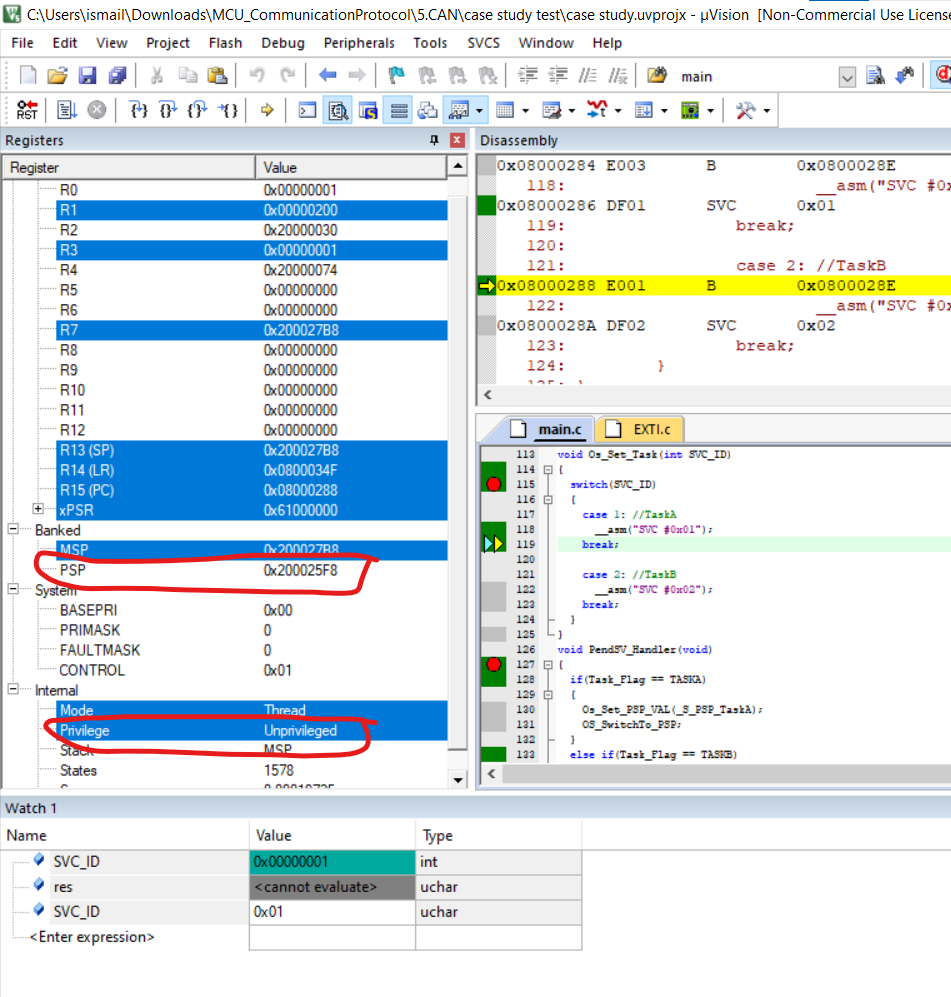 C:\Users\ismail\Downloads\MCU_CommunicationProtocol\5.CAN\case study test\case study.uvprojx - µVision [Non-Commercial Use License
File Edit View Project Flash Debug Peripherals Tools SVCS Window Help
main
RST
Registers
Register Value
R0 0x00000001
R1 0x00000200
R2 0x20000030
R3 0x00000001
R4 0x20000074
R5 0x00000000
R6 0x00000000
R7 0x200027B8
R8 0x00000000
R9 0x00000000
R10 0x00000000
R11 0x00000000
R12 0x00000000
R13 (SP) 0x200027B8
R14 (LR) 0x0800034F
R15 (PC) 0x08000288
xPSR 0x61000000
Banked
MSP 0x200027B8
PSP 0x200025F8
System
BASEPRI 0x00
PRIMASK 0
FAULTMASK 0
CONTROL 0x01
Internal
Mode Thread
Privilege Unprivileged
Stack MSP
States 1578
Disassembly
0x08000284 E003 B 0x0800028E
118: __asm("SVC #0x
0x08000286 DF01 SVC 0x01
119: break;
120:
121: case 2: //TaskB
0x08000288 E001 B 0x0800028E
122: __asm("SVC #0x
0x0800028A DF02 SVC 0x02
123: break;
124: }
125: }
main.c EXTI.c
113 void Os_Set_Task(int SVC_ID)
114 {
115 switch(SVC_ID)
116 {
117 case 1: //TaskA
118 __asm("SVC #0x01");
119 break;
120
121 case 2: //TaskB
122 __asm("SVC #0x02");
123 break;
124 }
125 }
126 void PendSV_Handler(void)
127 {
128 if(Task_Flag == TASKA)
129 {
130 Os_Set_PSP_VAL(_S_PSP_TaskA);
131 OS_SwitchTo_PSP;
132 }
133 else if(Task_Flag == TASKB)
Watch 1
Name Value Type
SVC_ID 0x00000001 int
res <cannot evaluate> uchar
SVC_ID 0x01 uchar
<Enter expression>